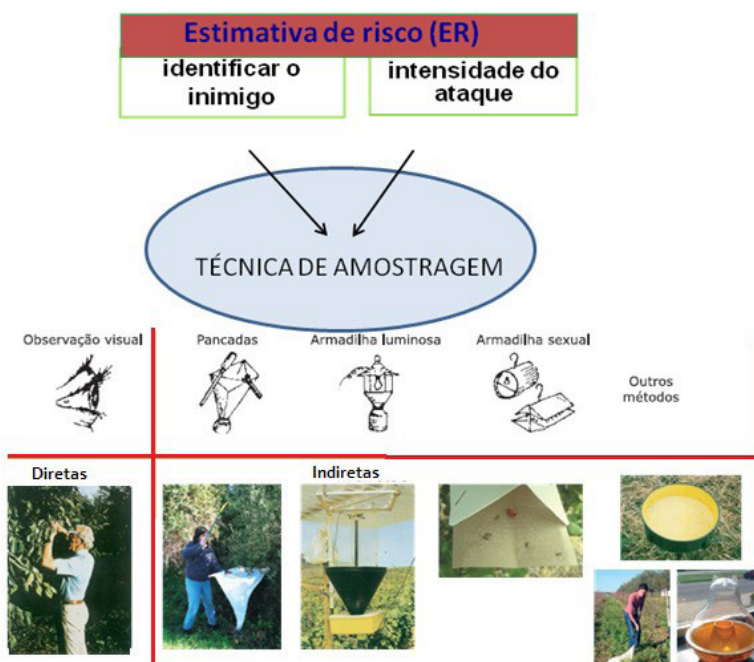 Estimativa de risco (ER)
identificar o
inimigo
intensidade do
ataque
TÉCNICA DE AMOSTRAGEM
Observação visual
Pancadas
Armadilha luminosa
Armadilha sexual
Outros
métodos
Diretas
Indiretas